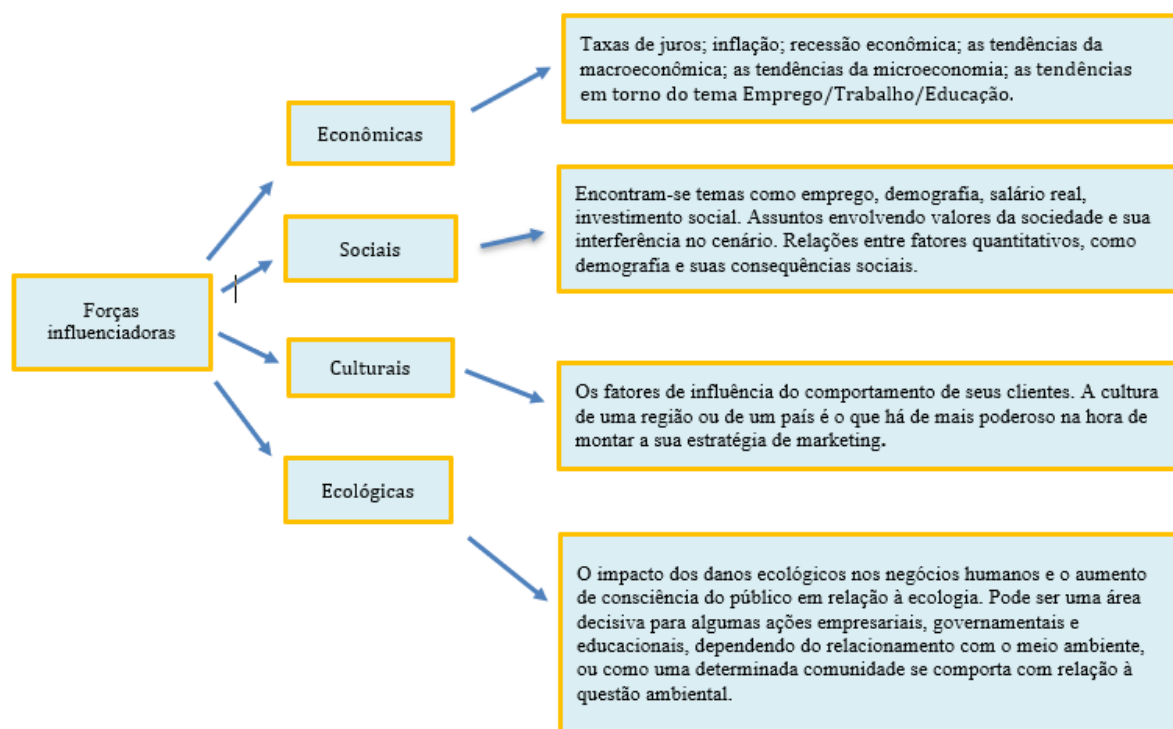 Forças
influenciadoras
Econômicas
Taxas de juros; inflação; recessão econômica; as tendências da
macroeconômica; as tendências da microeconomia; as tendências
em torno do tema Emprego/Trabalho/Educação.
Sociais
Encontram-se temas como emprego, demografia, salário real,
investimento social. Assuntos envolvendo valores da sociedade e sua
interferência no cenário. Relações entre fatores quantitativos, como
demografia e suas consequências sociais.
Culturais
Os fatores de influência do comportamento de seus clientes. A cultura
de uma região ou de um país é o que há de mais poderoso na hora de
montar a sua estratégia de marketing.
Ecológicas
O impacto dos danos ecológicos nos negócios humanos e o aumento
de consciência do público em relação à ecologia. Pode ser uma área
decisiva para algumas ações empresariais, governamentais e
educacionais, dependendo do relacionamento com o meio ambiente,
ou como uma determinada comunidade se comporta com relação à
questão ambiental.